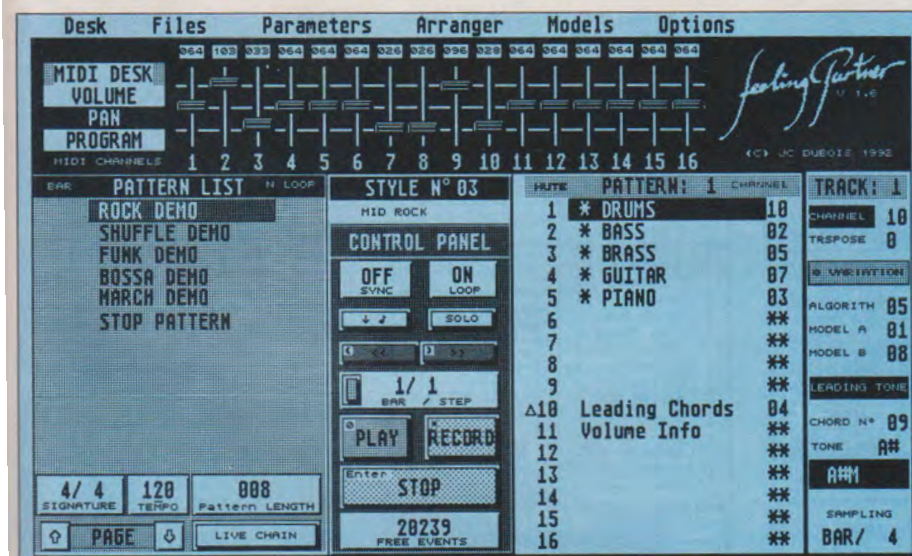 Desk Files Parameters Arranger Models Options
064 103 033 064 064 064 026 026 096 028 064 064 064 064 064 064
MIDI DESK
VOLUME
PAN
PROGRAM
MIDI CHANNELS 1 2 3 4 5 6 7 8 9 10 11 12 13 14 15 16
feeling Partner
V 1.6
(C) JC DUBOIS 1992
BAR PATTERN LIST N LOOP
ROCK DEMO
SHUFFLE DEMO
FUNK DEMO
BOSSA DEMO
MARCH DEMO
STOP PATTERN
4/ 4
SIGNATURE
120
TEMPO
008
Pattern LENGTH
PAGE
LIVE CHAIN
STYLE N° 03
MID ROCK
CONTROL PANEL
OFF
SYNC
ON
LOOP
SOLO
<< >>
1/ 1
BAR / STEP
PLAY
RECORD
Enter
STOP
20239
FREE EVENTS
MUTE PATTERN: 1 CHANNEL
1 * DRUMS 10
2 * BASS 02
3 * BRASS 05
4 * GUITAR 07
5 * PIANO 03
6 **
7 **
8 **
9 **
Δ10 Leading Chords 04
11 Volume Info **
12 **
13 **
14 **
15 **
16 **
TRACK: 1
CHANNEL 10
TRSPOSE 0
* VARIATION
ALGORITH 05
MODEL A 01
MODEL B 08
LEADING TONE
CHORD N° 09
TONE A#
A#M
SAMPLING
BAR/ 4